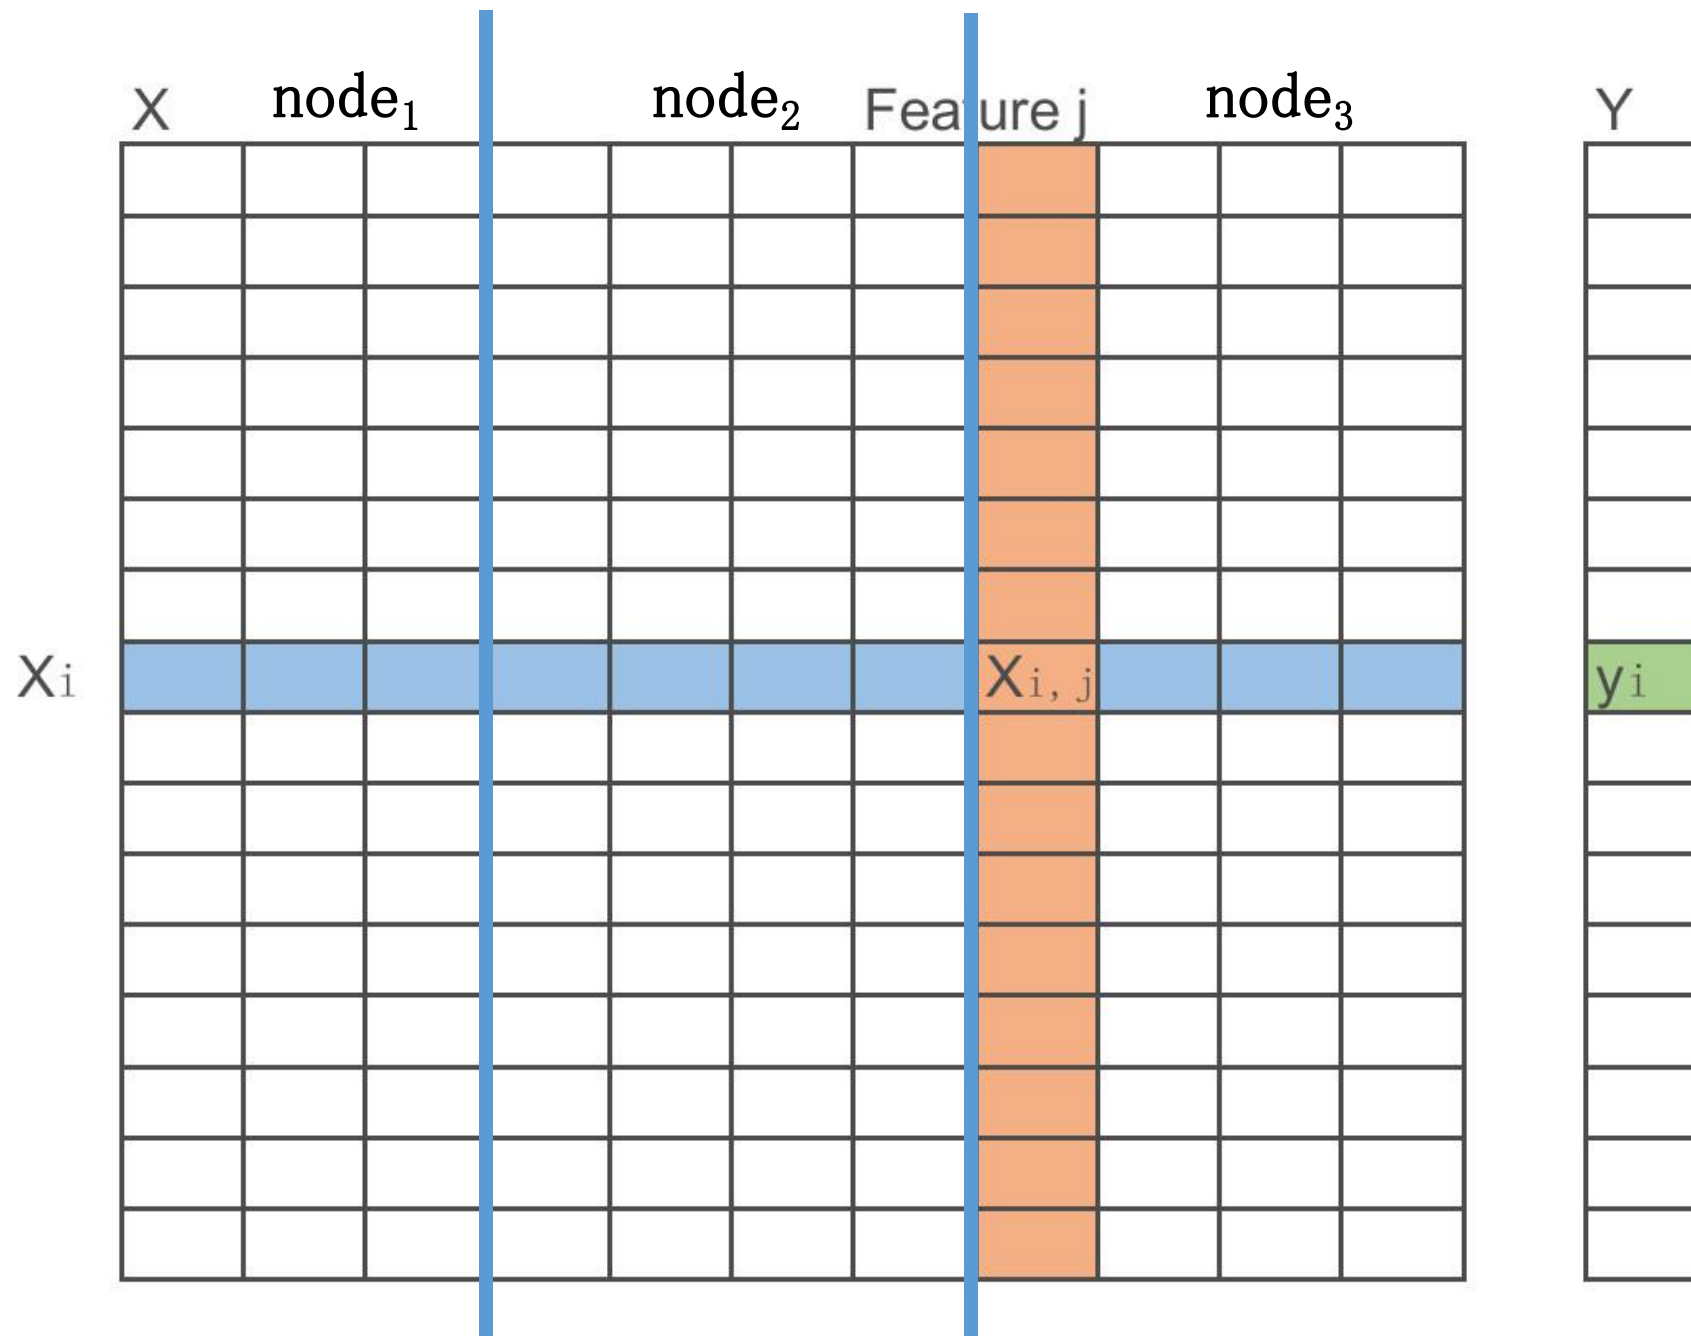 X node₁ node₂ Feature j node₃ Y
Xi Xi, j yi